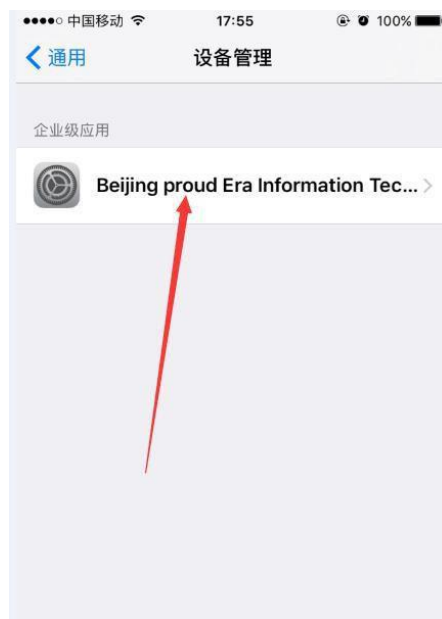 中国移动 17:55 100%
通用 设备管理
企业级应用
Beijing proud Era Information Tec...